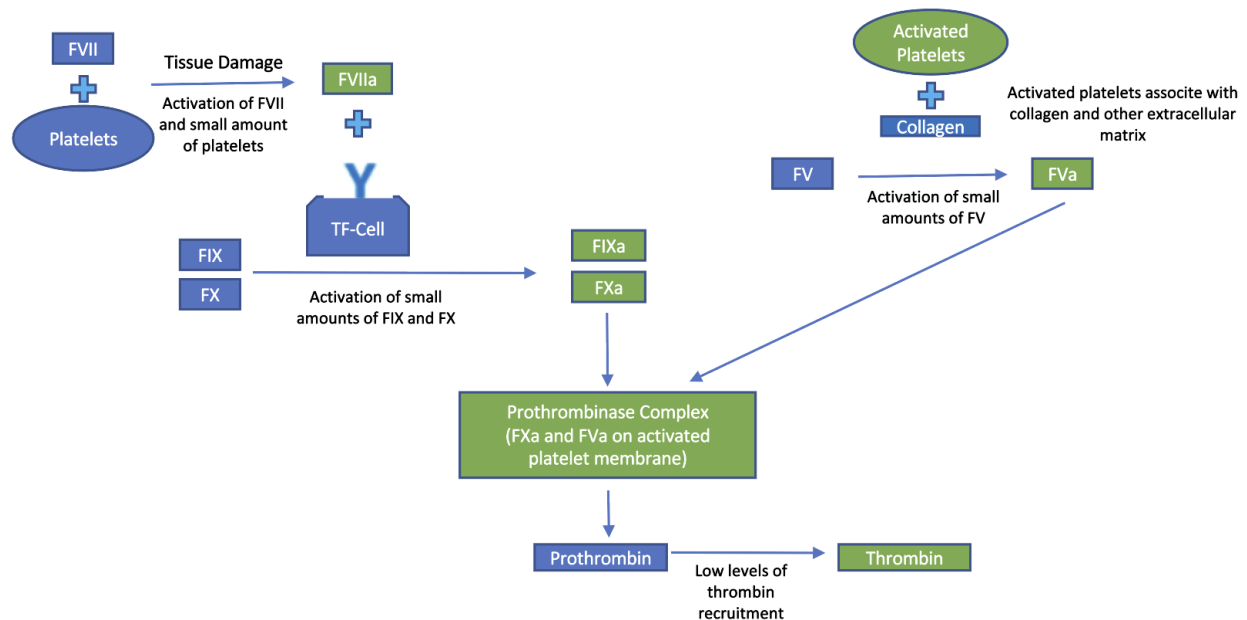 FVII
Platelets
Tissue Damage
Activation of FVII
and small amount
of platelets
FVIIa
TF-Cell
FIX
FX
Activation of small
amounts of FIX and FX
FIXa
FXa
Activated
Platelets
Collagen
Activated platelets associte with
collagen and other extracellular
matrix
FV
Activation of small
amounts of FV
FVa
Prothrombinase Complex
(FXa and FVa on activated
platelet membrane)
Prothrombin
Low levels of
thrombin
recruitment
Thrombin